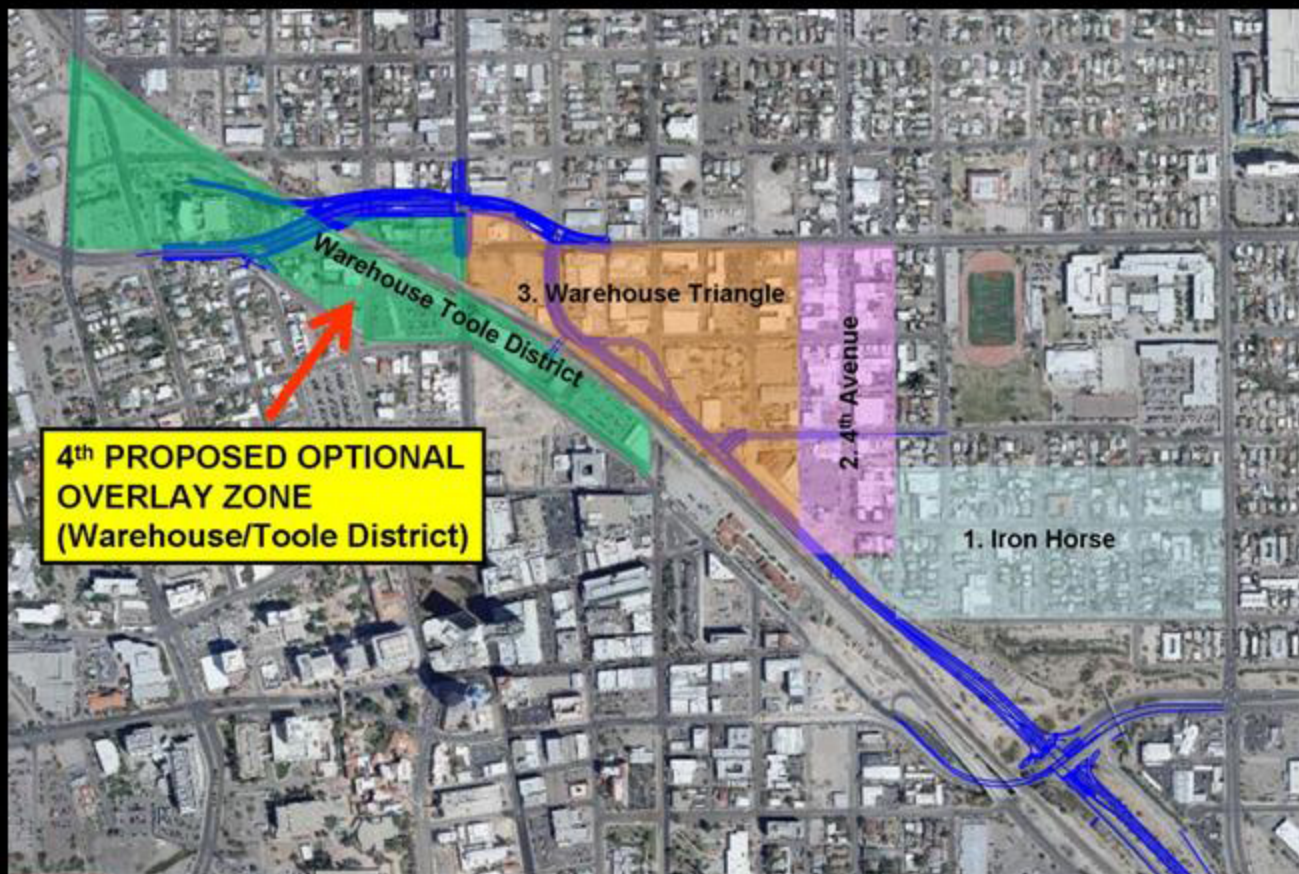 Warehouse Toole District
3. Warehouse Triangle
2. 4th Avenue
4th PROPOSED OPTIONAL
OVERLAY ZONE
(Warehouse/Toole District)
1. Iron Horse